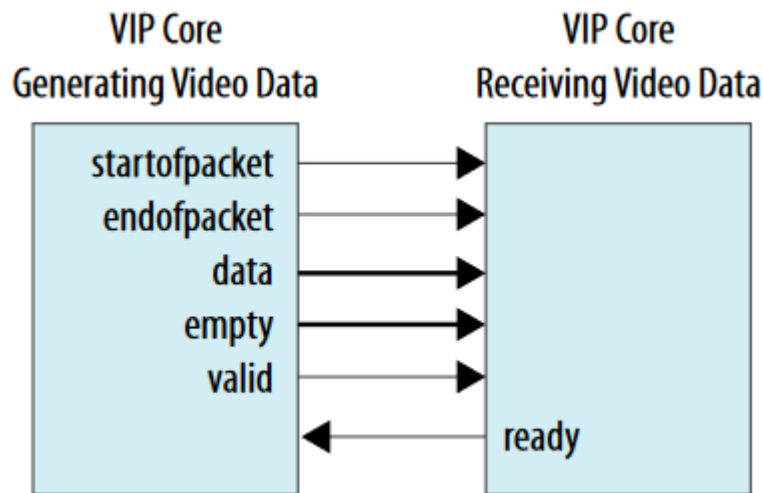 VIP Core
Generating Video Data
VIP Core
Receiving Video Data
startofpacket
endofpacket
data
empty
valid
ready